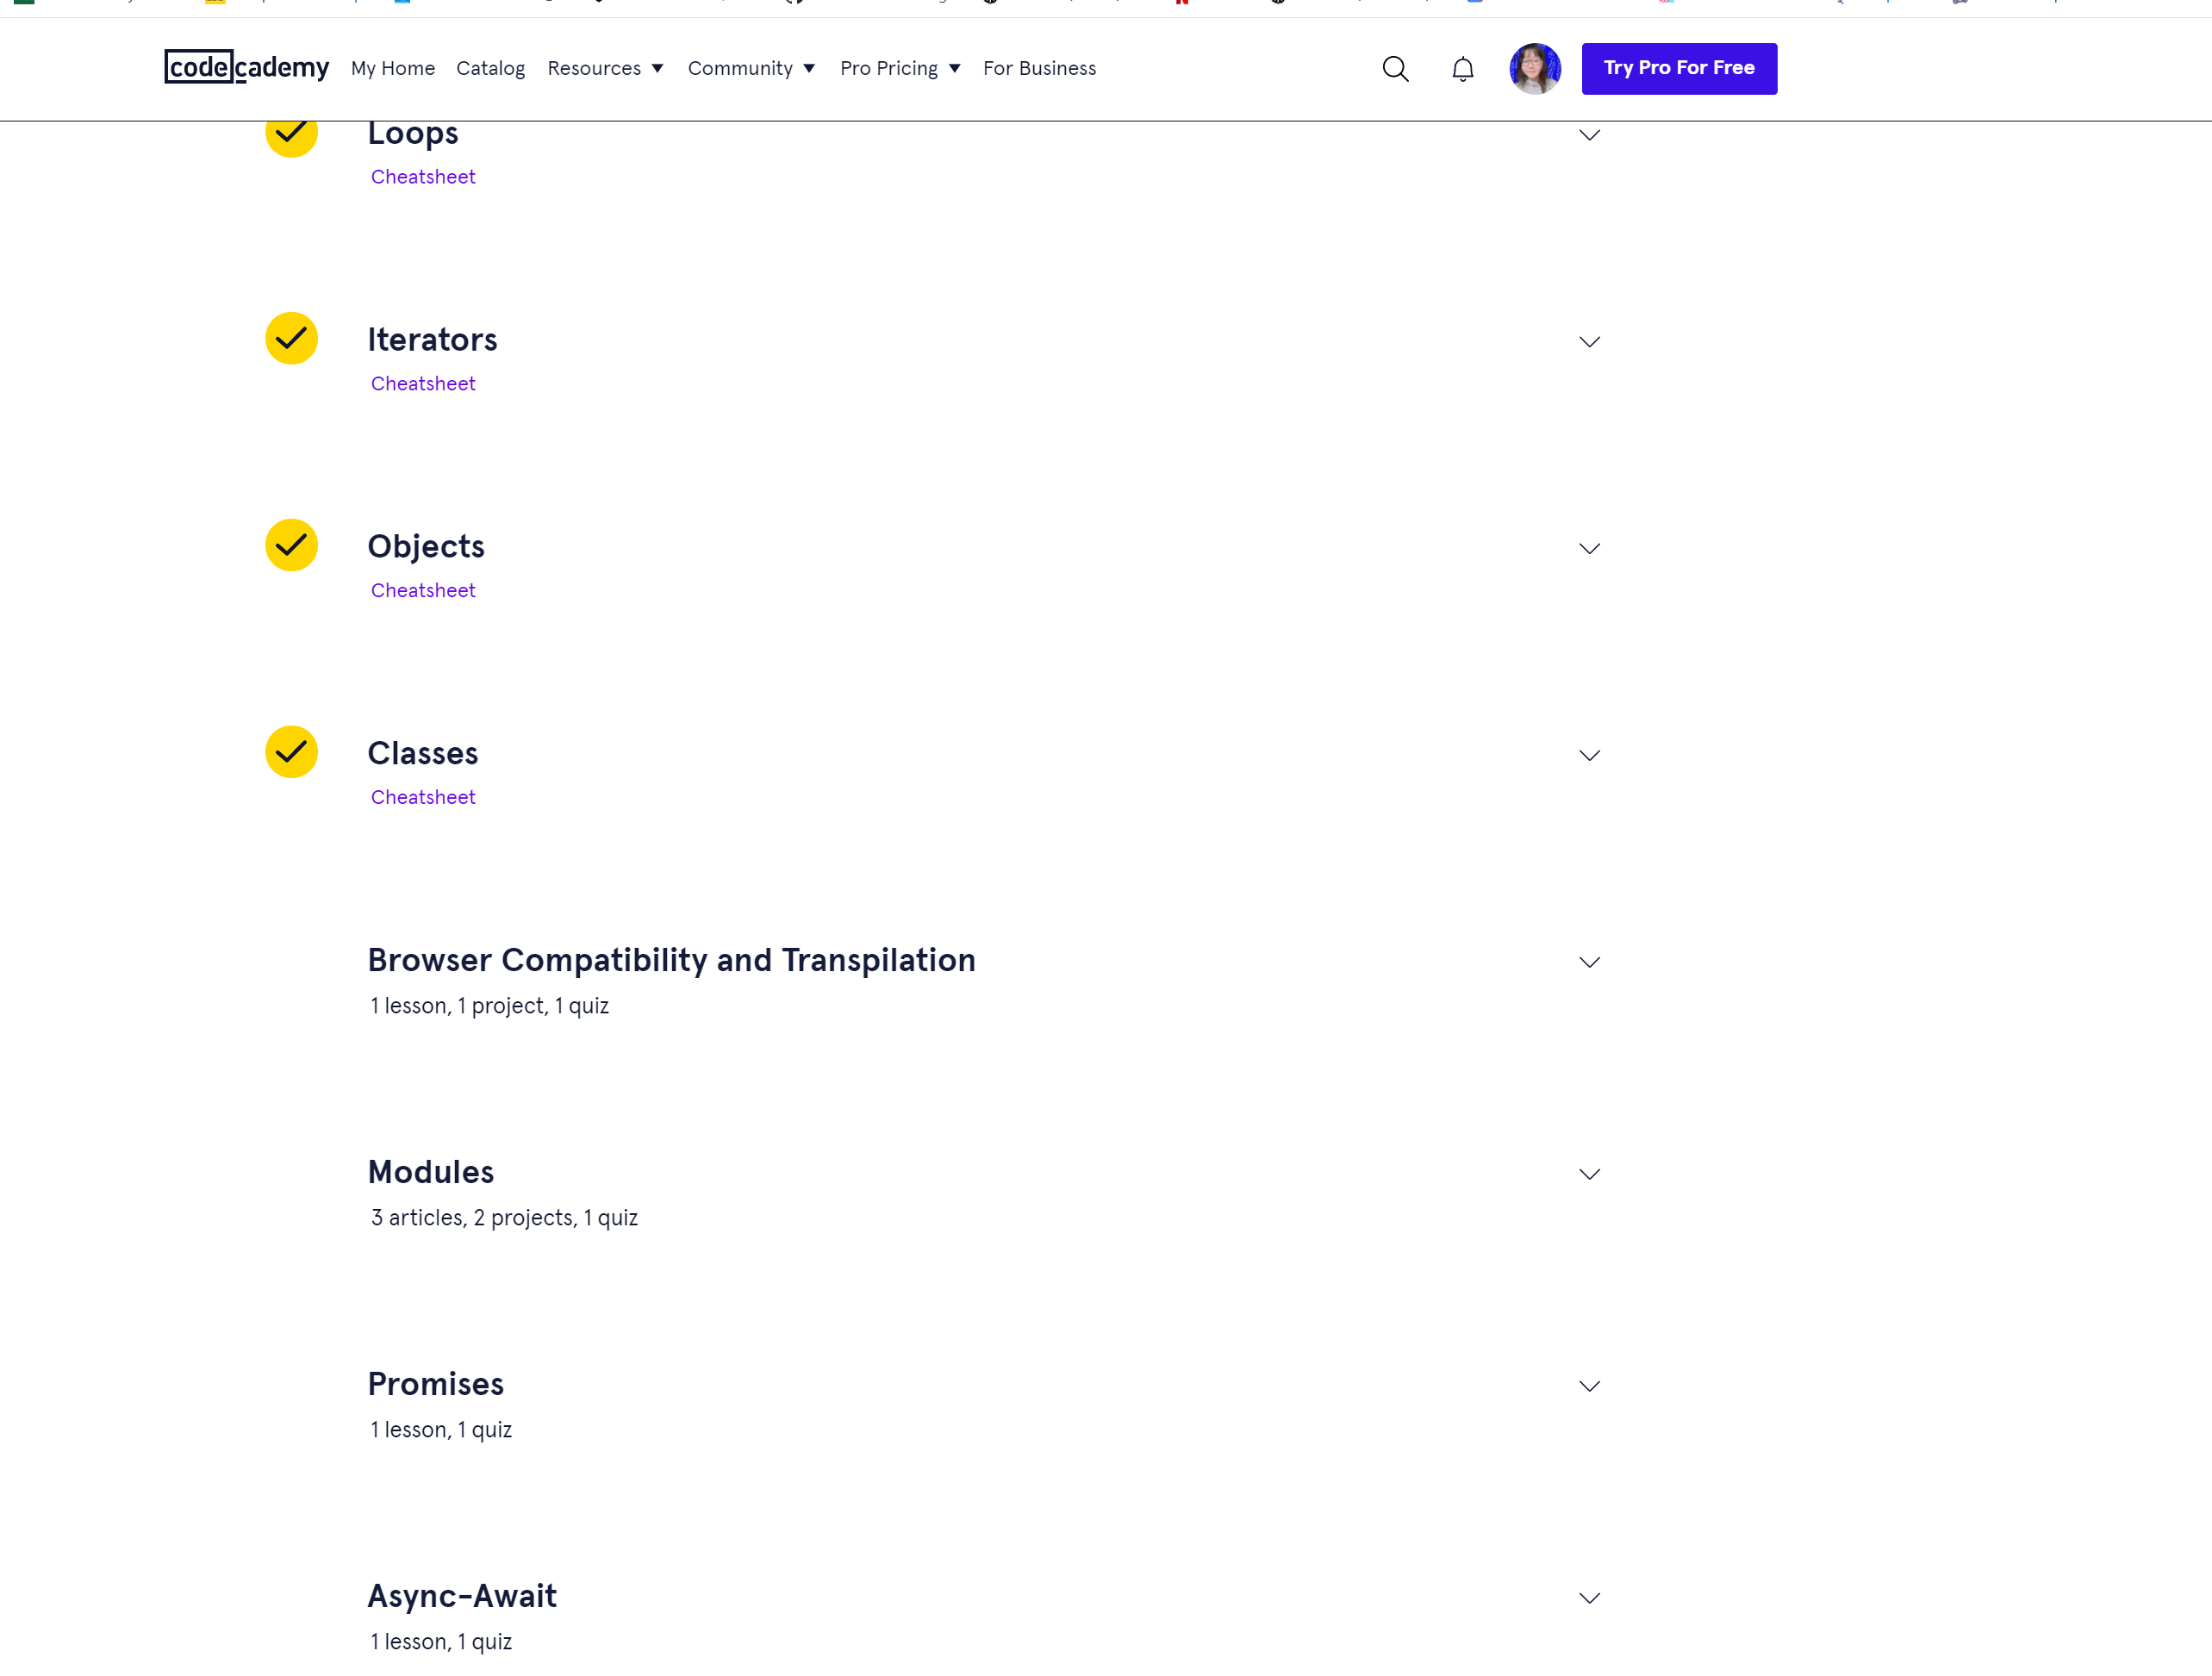 codecademy My Home Catalog Resources Community Pro Pricing For Business Try Pro For Free
Loops
Cheatsheet
Iterators
Cheatsheet
Objects
Cheatsheet
Classes
Cheatsheet
Browser Compatibility and Transpilation
1 lesson, 1 project, 1 quiz
Modules
3 articles, 2 projects, 1 quiz
Promises
1 lesson, 1 quiz
Async-Await
1 lesson, 1 quiz